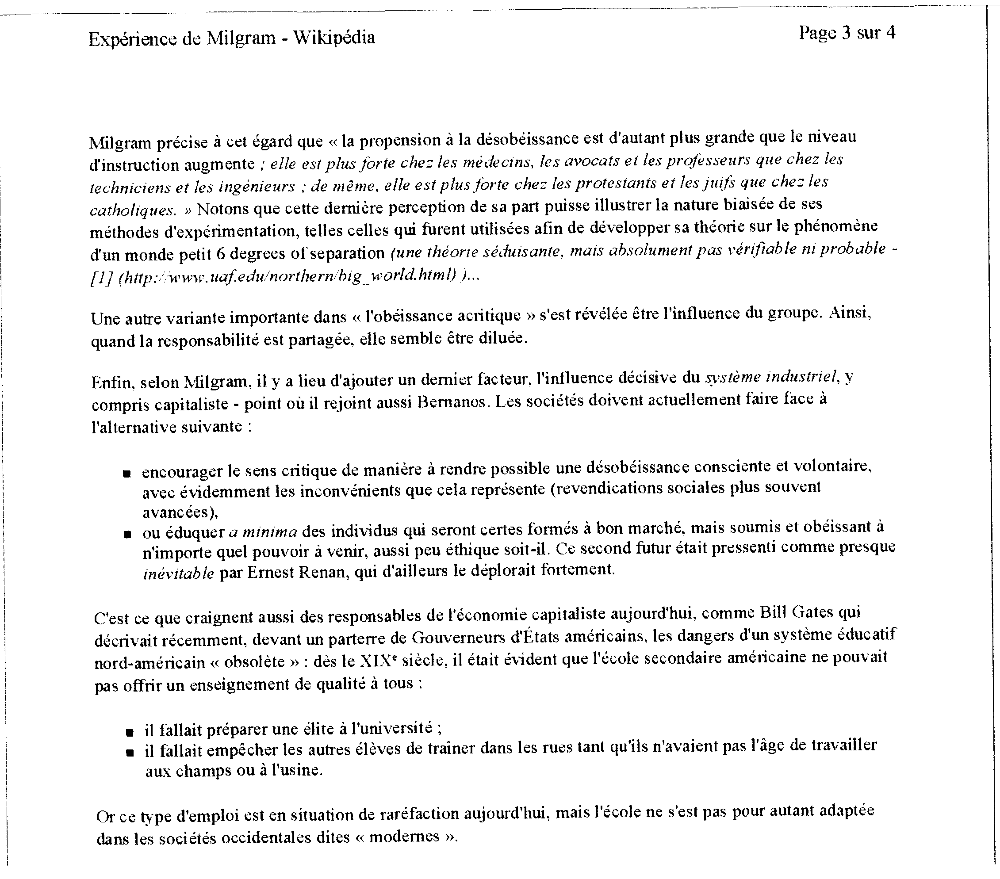 Expérience de Milgram - Wikipédia
Page 3 sur 4
Milgram précise à cet égard que « la propension à la désobéissance est d'autant plus grande que le niveau
d'instruction augmente ; elle est plus forte chez les médecins, les avocats et les professeurs que chez les
techniciens et les ingénieurs ; de même, elle est plus forte chez les protestants et les juifs que chez les
catholiques. » Notons que cette dernière perception de sa part puisse illustrer la nature biaisée de ses
méthodes d'expérimentation, telles celles qui furent utilisées afin de développer sa théorie sur le phénomène
d'un monde petit 6 degrees of separation (une théorie séduisante, mais absolument pas vérifiable ni probable -
[1] (http://www.uaf.edu/northern/big_world.html) )...
Une autre variante importante dans « l'obéissance acritique » s'est révélée être l'influence du groupe. Ainsi,
quand la responsabilité est partagée, elle semble être diluée.
Enfin, selon Milgram, il y a lieu d'ajouter un dernier facteur, l'influence décisive du système industriel, y
compris capitaliste - point où il rejoint aussi Bernanos. Les sociétés doivent actuellement faire face à
l'alternative suivante :
■ encourager le sens critique de manière à rendre possible une désobéissance consciente et volontaire,
avec évidemment les inconvénients que cela représente (revendications sociales plus souvent
avancées),
■ ou éduquer a minima des individus qui seront certes formés à bon marché, mais soumis et obéissant à
n'importe quel pouvoir à venir, aussi peu éthique soit-il. Ce second futur était pressenti comme presque
inévitable par Ernest Renan, qui d'ailleurs le déplorait fortement.
C'est ce que craignent aussi des responsables de l'économie capitaliste aujourd'hui, comme Bill Gates qui
décrivait récemment, devant un parterre de Gouverneurs d'États américains, les dangers d'un système éducatif
nord-américain « obsolète » : dès le XIXe siècle, il était évident que l'école secondaire américaine ne pouvait
pas offrir un enseignement de qualité à tous :
■ il fallait préparer une élite à l'université ;
■ il fallait empêcher les autres élèves de traîner dans les rues tant qu'ils n'avaient pas l'âge de travailler
aux champs ou à l'usine.
Or ce type d'emploi est en situation de raréfaction aujourd'hui, mais l'école ne s'est pas pour autant adaptée
dans les sociétés occidentales dites « modernes ».